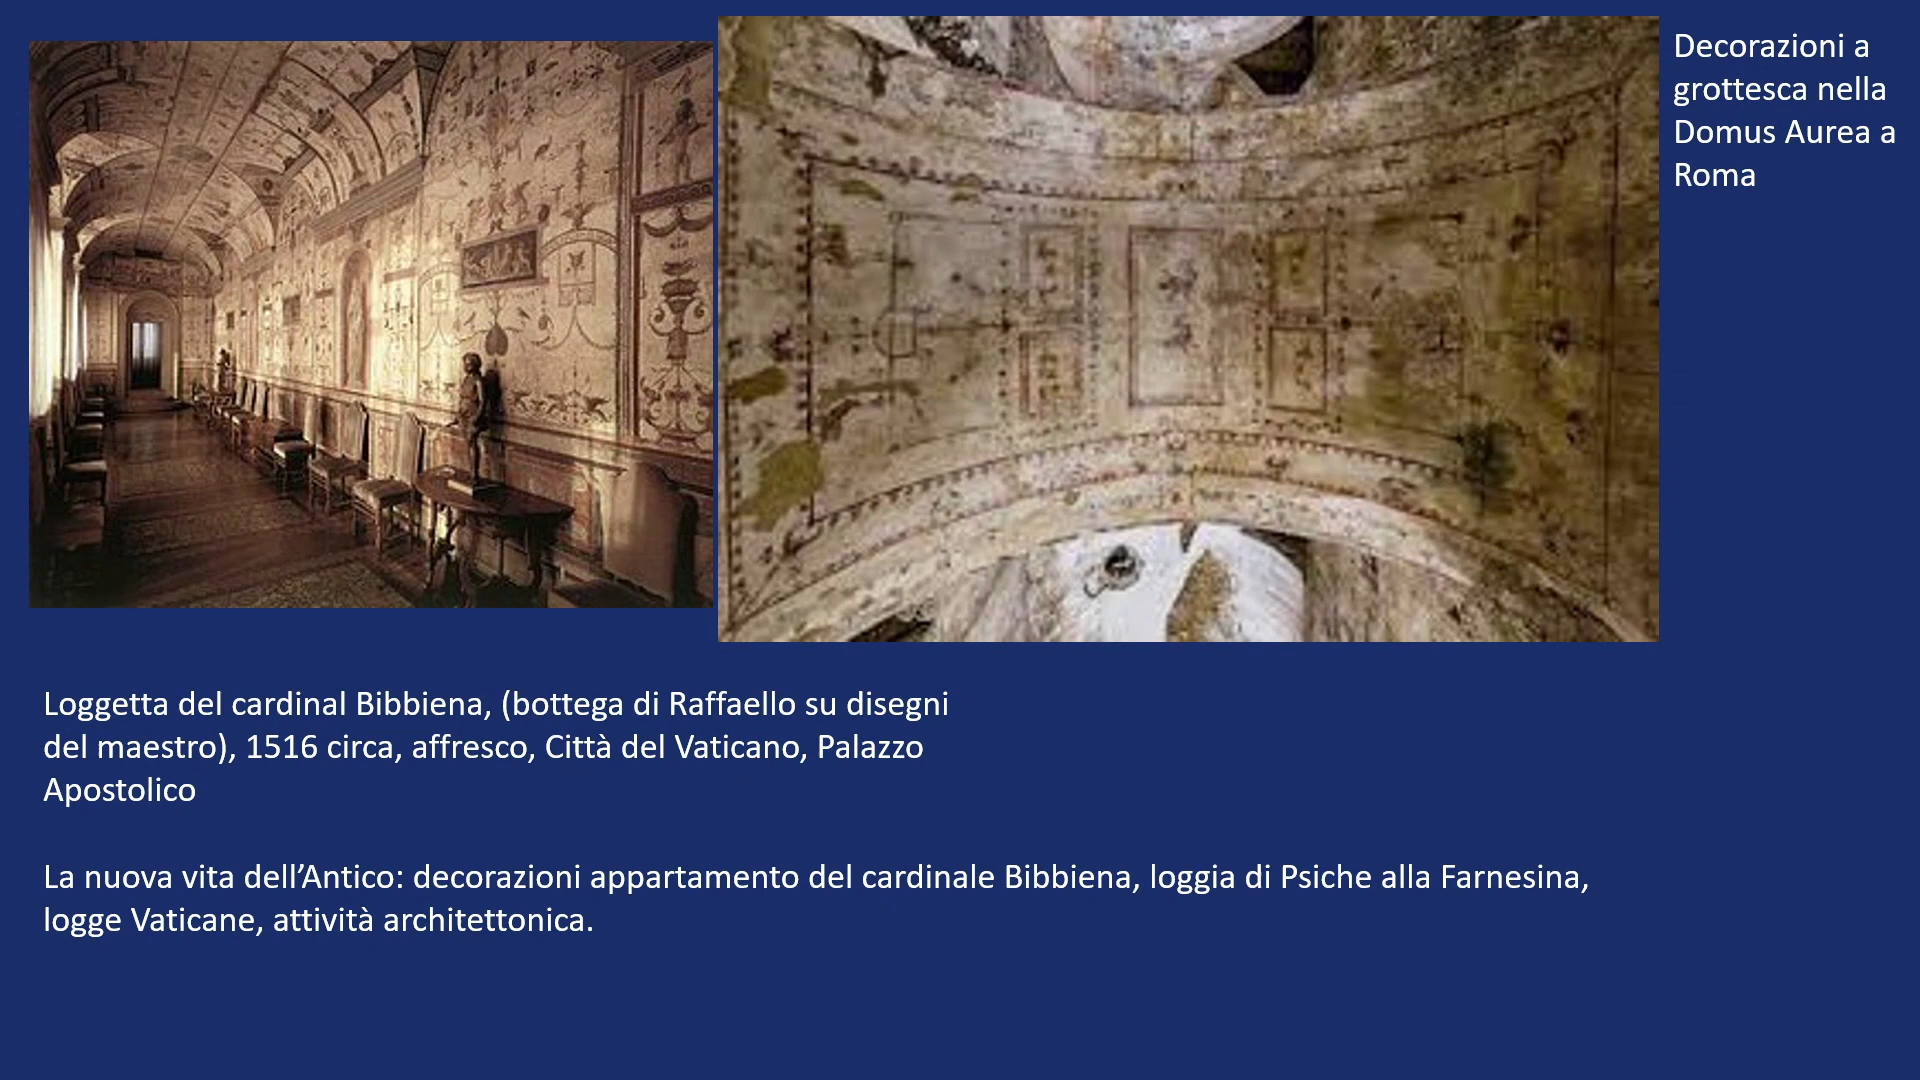 Decorazioni a
grottesca nella
Domus Aurea a
Roma
Loggetta del cardinal Bibbiena, (bottega di Raffaello su disegni
del maestro), 1516 circa, affresco, Città del Vaticano, Palazzo
Apostolico
La nuova vita dell’Antico: decorazioni appartamento del cardinale Bibbiena, loggia di Psiche alla Farnesina,
logge Vaticane, attività architettonica.